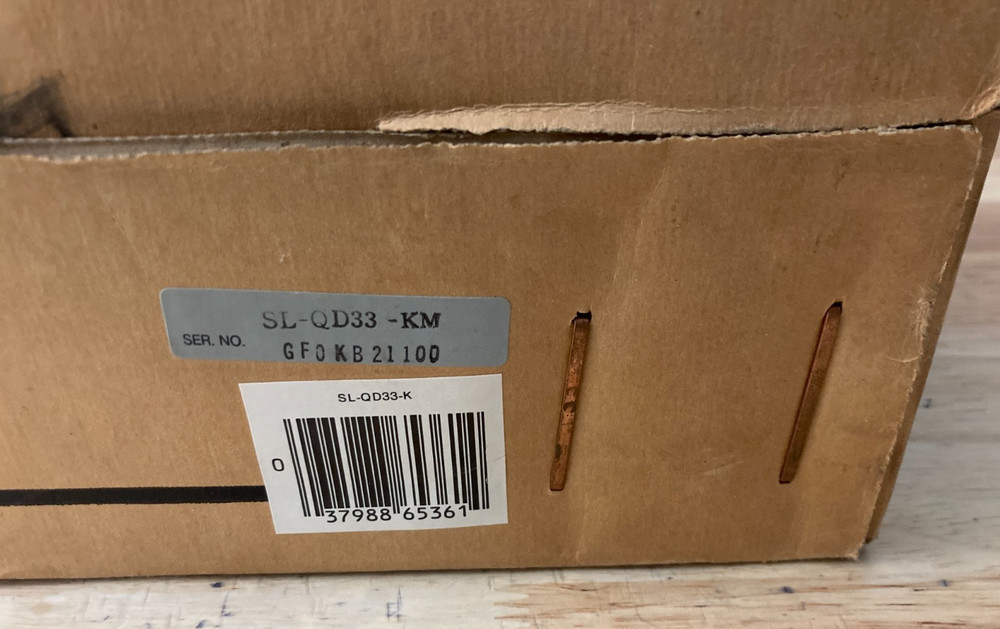 SL-QD33 -KM
SER. NO. GF0KB21100
SL-QD33-K
0 37988 65361